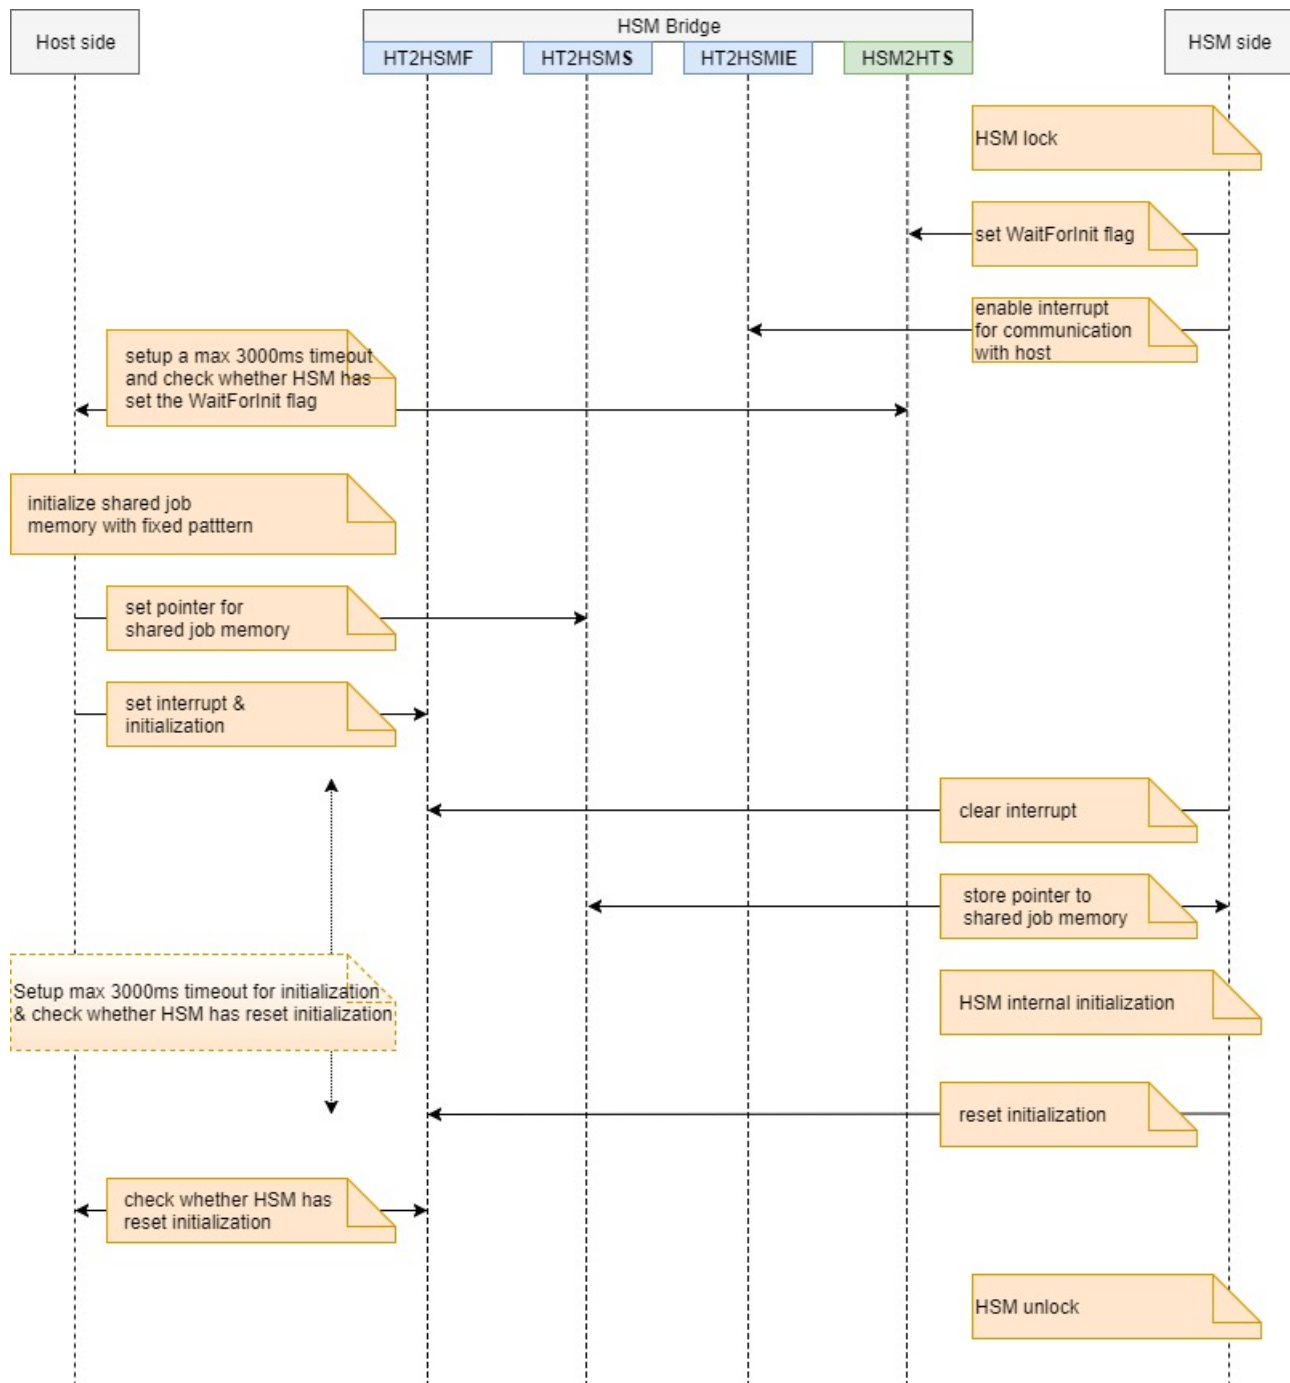 Host side
HSM Bridge
HSM side
HT2HSMF
HT2HSMS
HT2HSMIE
HSM2HTS
HSM lock
set WaitForInit flag
enable interrupt
for communication
with host
setup a max 3000ms timeout
and check whether HSM has
set the WaitForInit flag
initialize shared job
memory with fixed patttern
set pointer for
shared job memory
set interrupt &
initialization
clear interrupt
store pointer to
shared job memory
Setup max 3000ms timeout for initialization
& check whether HSM has reset initialization
HSM internal initialization
reset initialization
check whether HSM has
reset initialization
HSM unlock